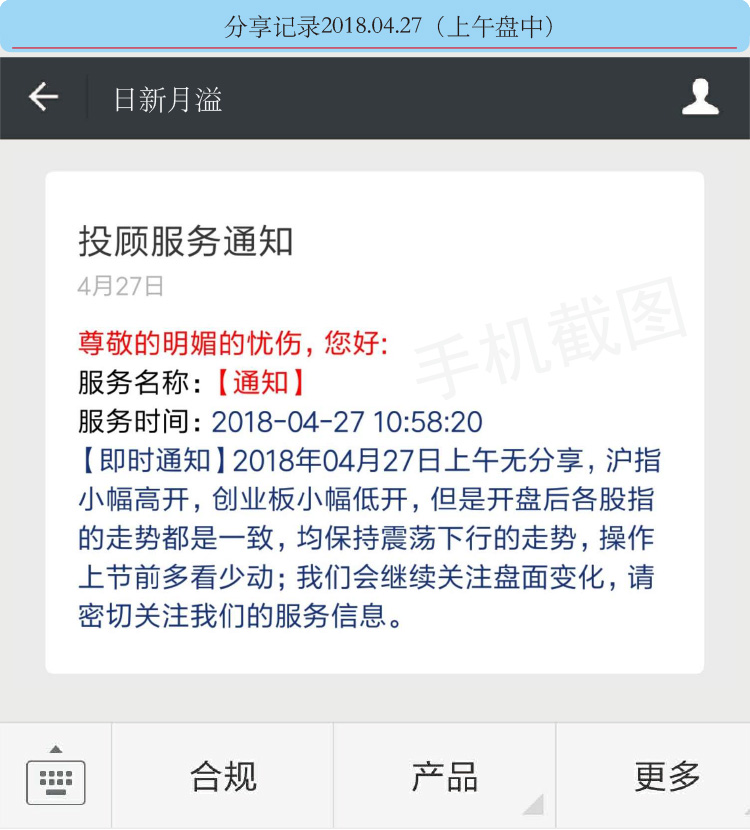 分享记录2018.04.27（上午盘中）
日新月溢
投顾服务通知
4月27日
尊敬的明媚的忧伤，您好:
服务名称：【通知】
服务时间: 2018-04-27 10:58:20
【即时通知】2018年04月27日上午无分享，沪指
小幅高开，创业板小幅低开，但是开盘后各股指
的走势都是一致，均保持震荡下行的走势，操作
上节前多看少动；我们会继续关注盘面变化，请
密切关注我们的服务信息。
手机截图
合规
产品
更多